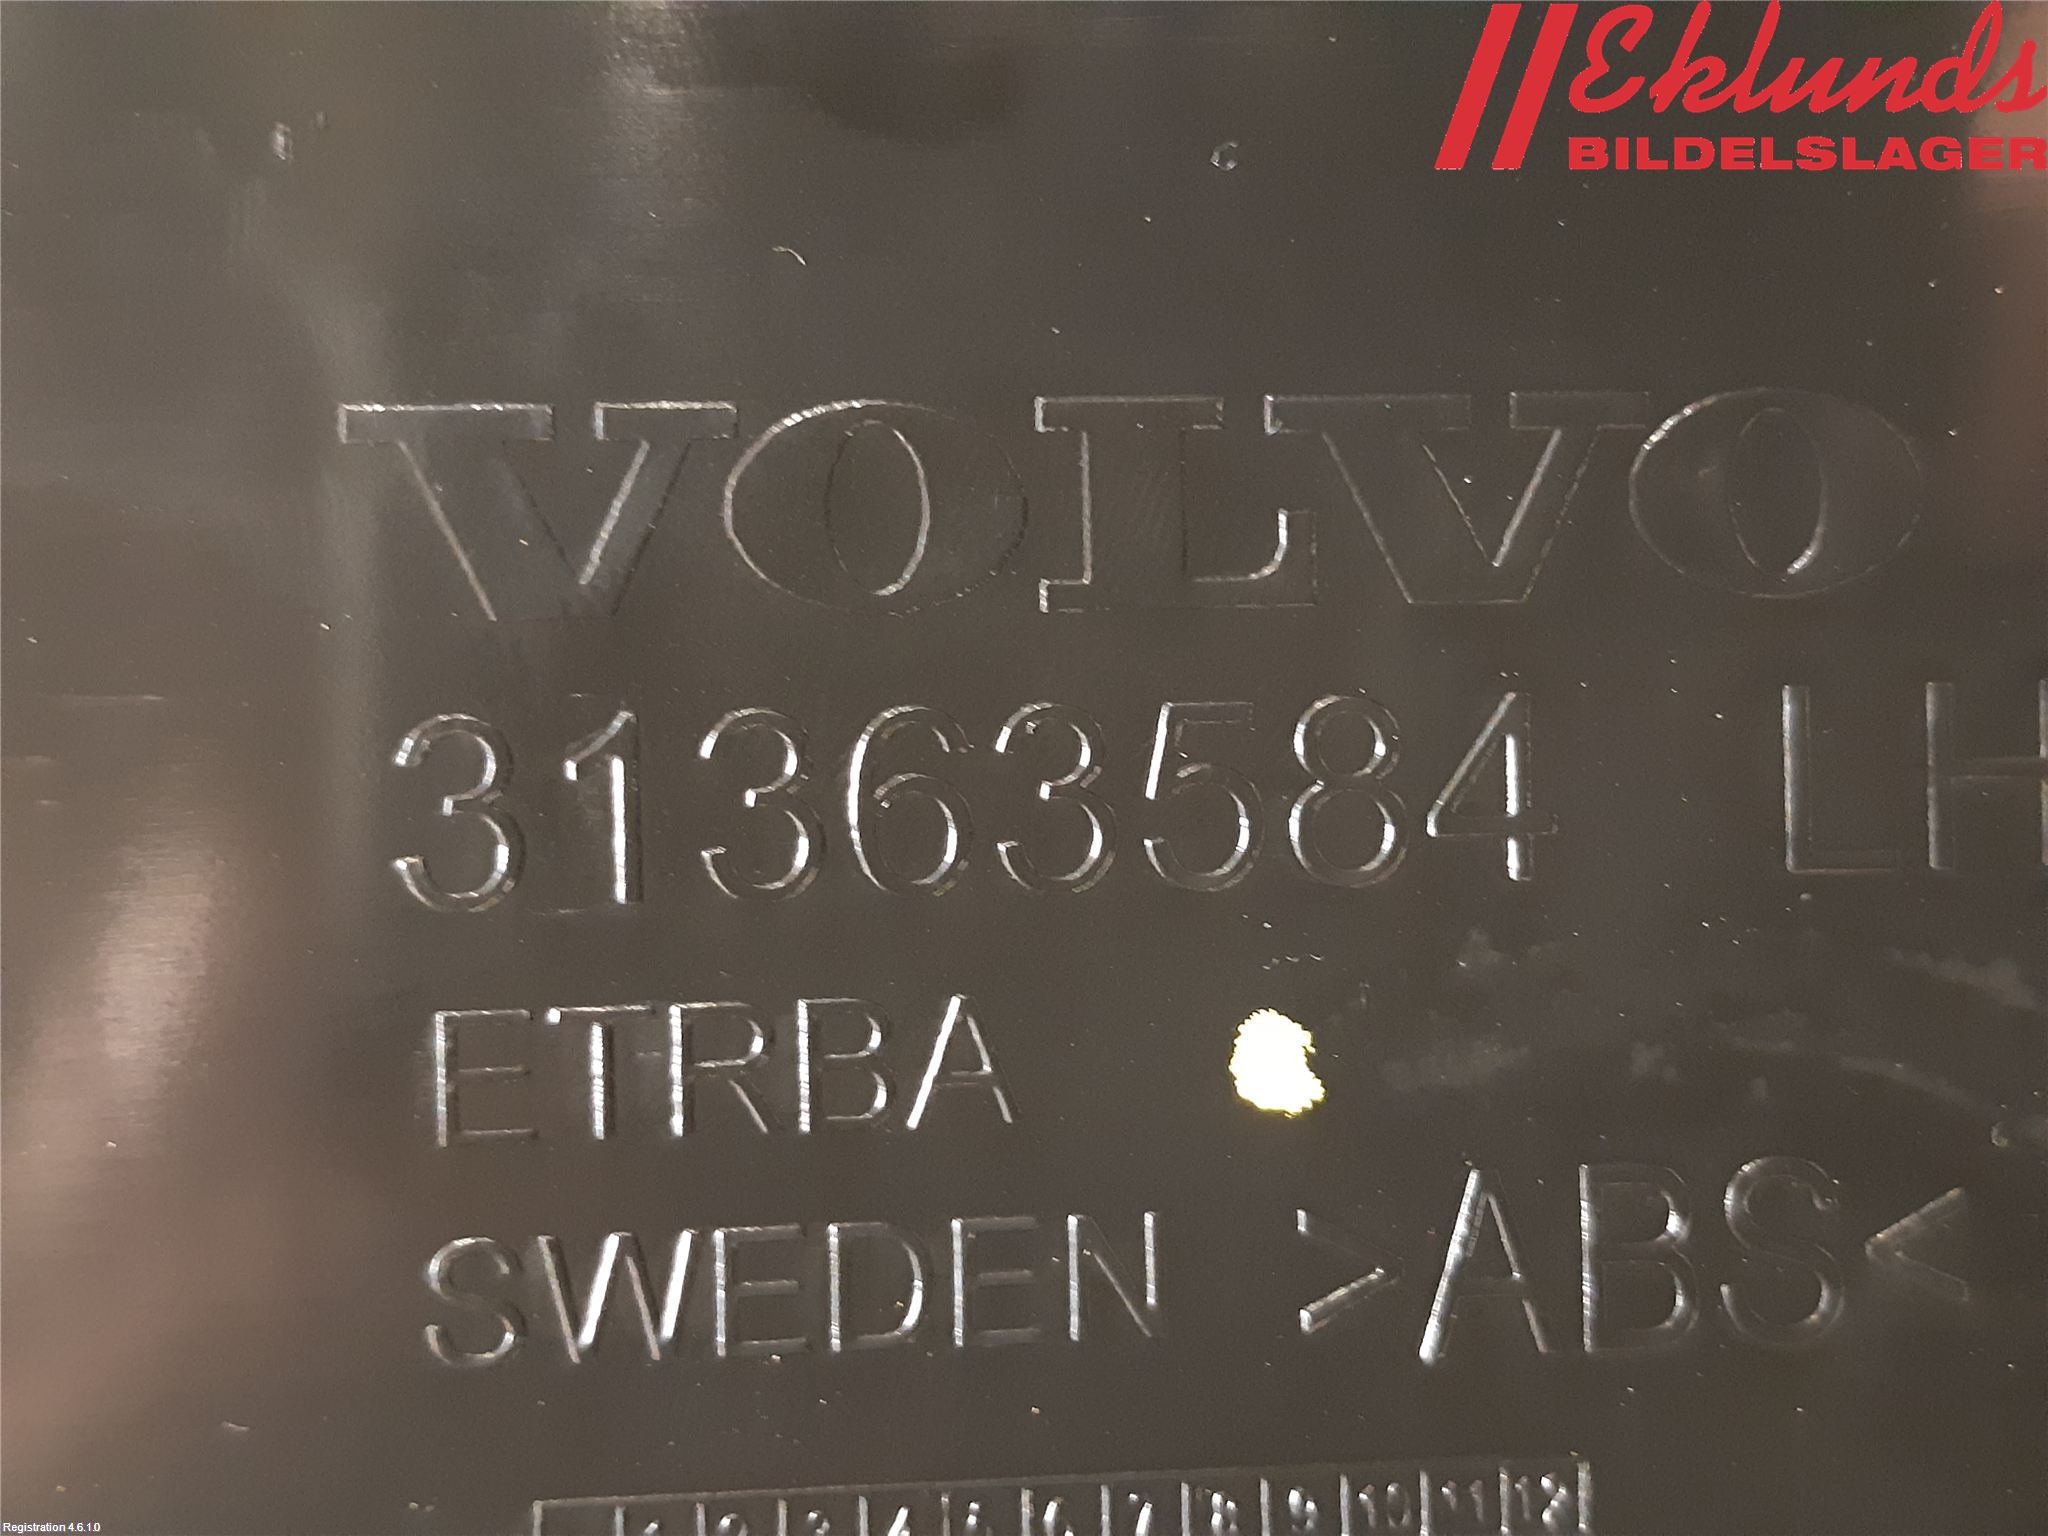 Eklunds
BILDELSLAGER
VOLVO
31363584 LH
ETRBA
SWEDEN >ABS<
1 2 3 4 5 6 7 8 9 10 11 12
Registration 4.6.1.0